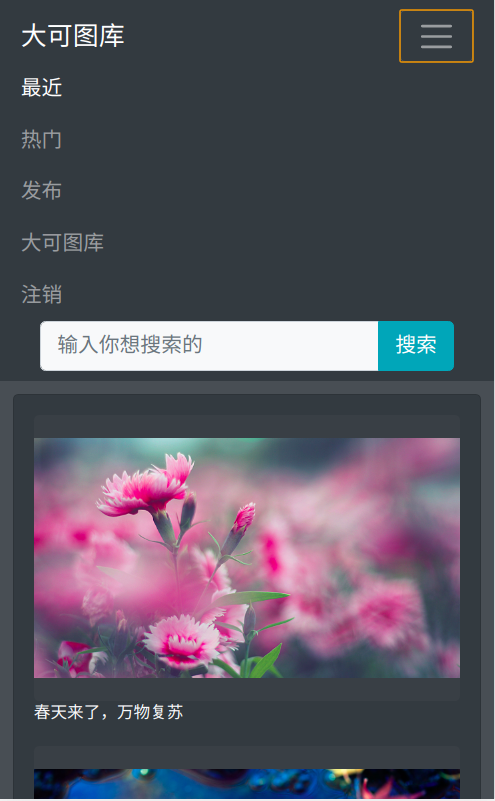 大可图库
最近
热门
发布
大可图库
注销
输入你想搜索的 搜索
春天来了，万物复苏